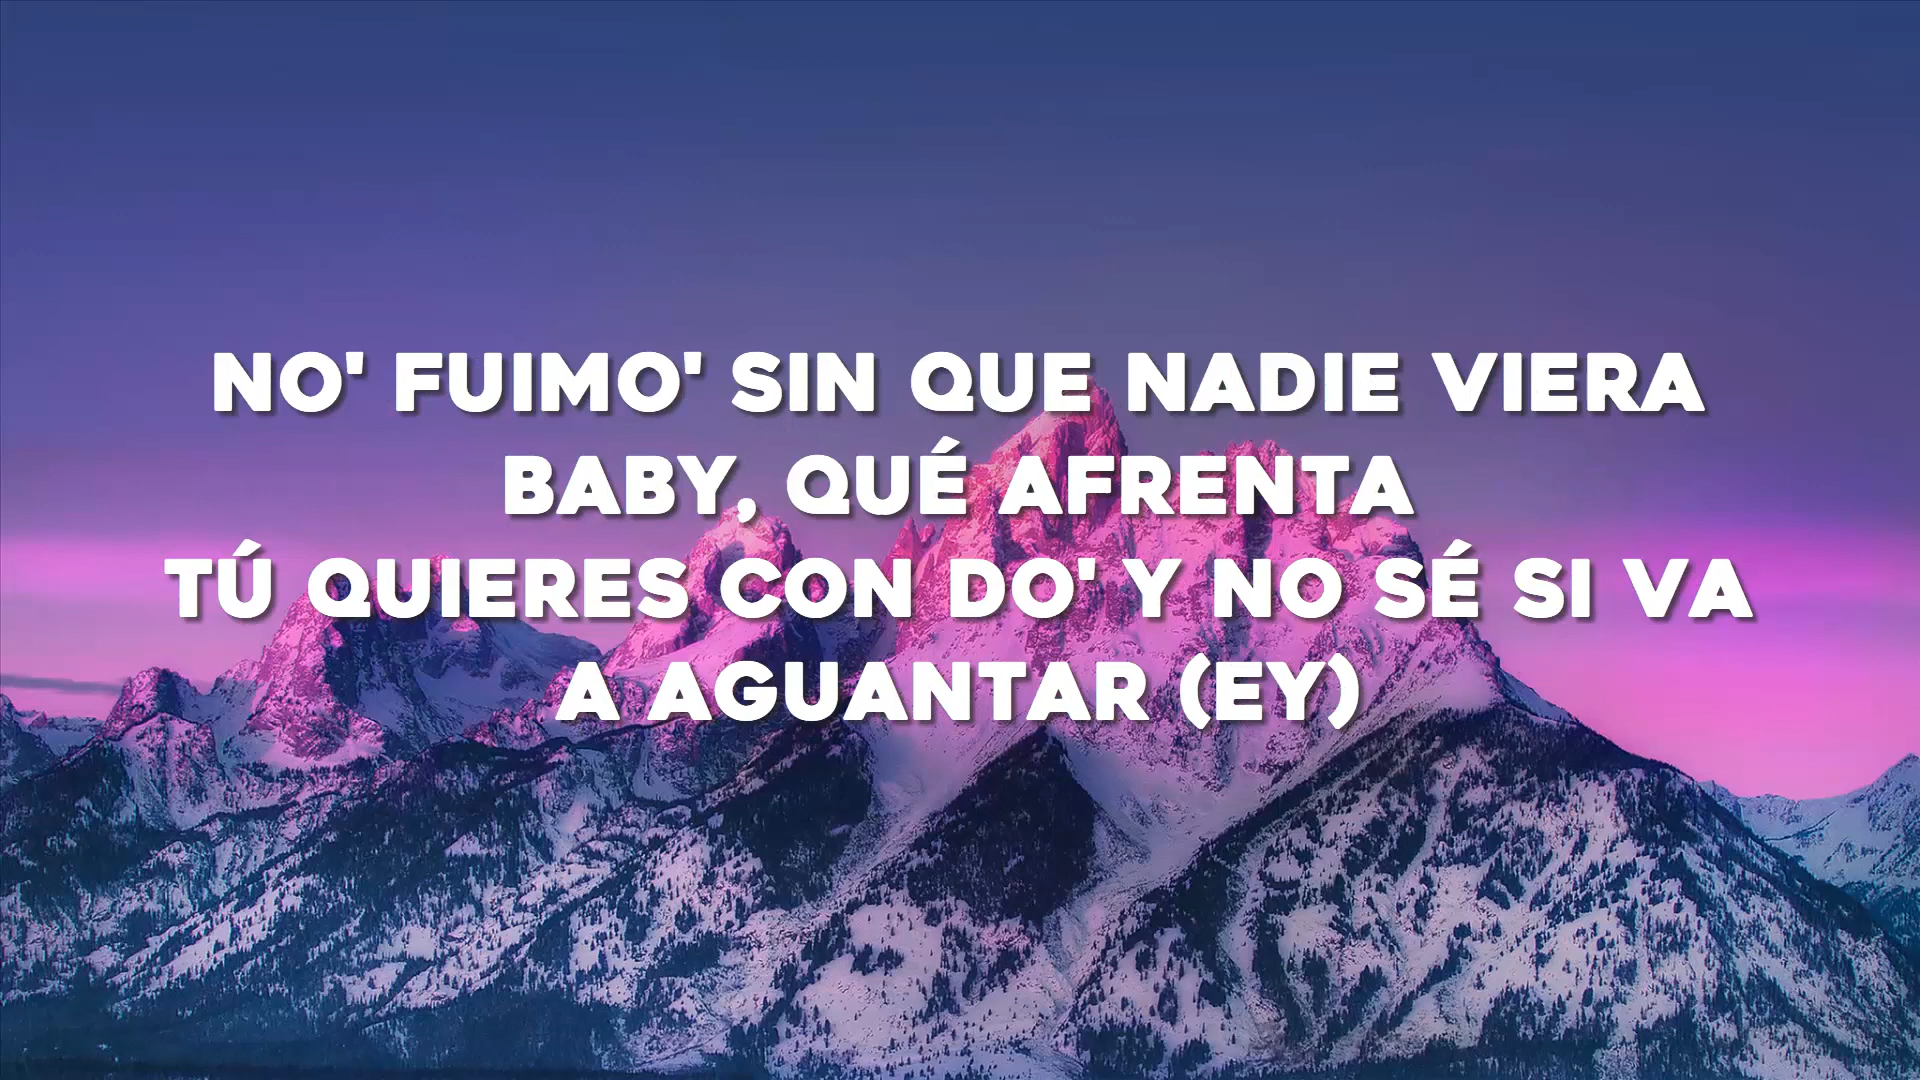 NO' FUIMO' SIN QUE NADIE VIERA
BABY, QUÉ AFRENTA
TÚ QUIERES CON DO' Y NO SÉ SI VA
A AGUANTAR (EY)